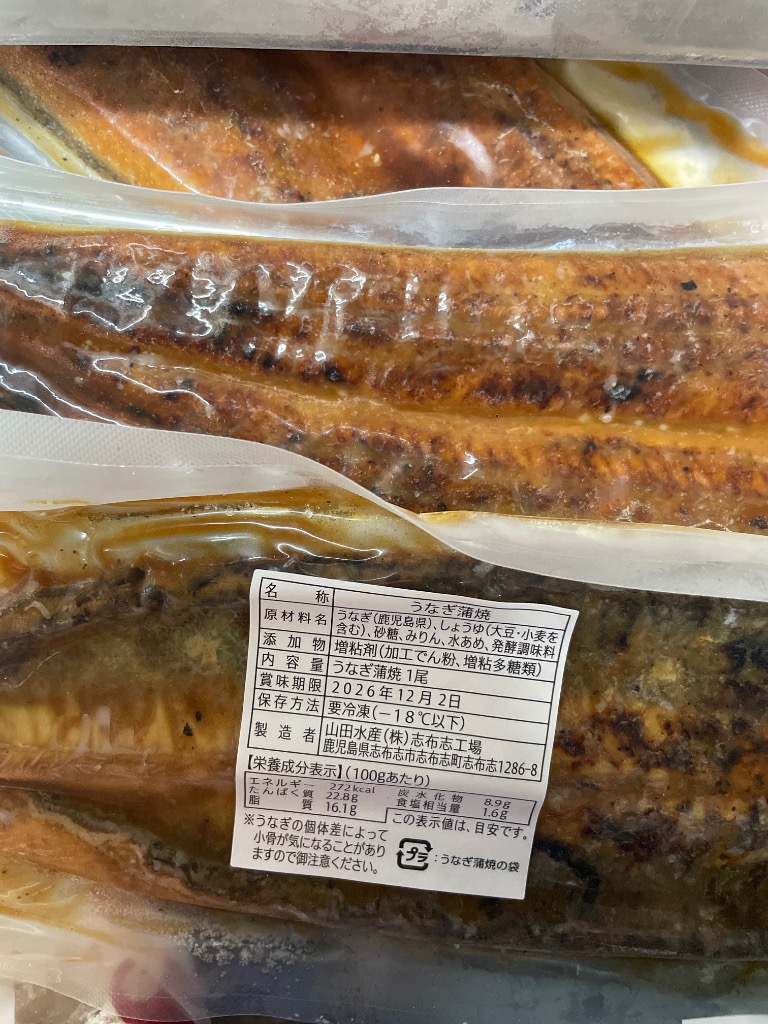 名称 うなぎ蒲焼
原材料名 うなぎ(鹿児島県)、しょうゆ(大豆・小麦を
含む)、砂糖、みりん、水あめ、発酵調味料
添加物 増粘剤(加工でん粉、増粘多糖類)
内容量 うなぎ蒲焼 1尾
賞味期限 2026年12月 2日
保存方法 要冷凍(-18℃以下)
製造者 山田水産(株)志布志工場
鹿児島県志布志市志布志町志布志1286-8
【栄養成分表示】(100gあたり)
エネルギー 272kcal 炭水化物 8.9g
たんぱく質 22.8g 食塩相当量 1.6g
脂質 16.1g この表示値は、目安です。
※うなぎの個体差によって
小骨が気になることがあり
ますので御注意ください。
プラ :うなぎ蒲焼の袋